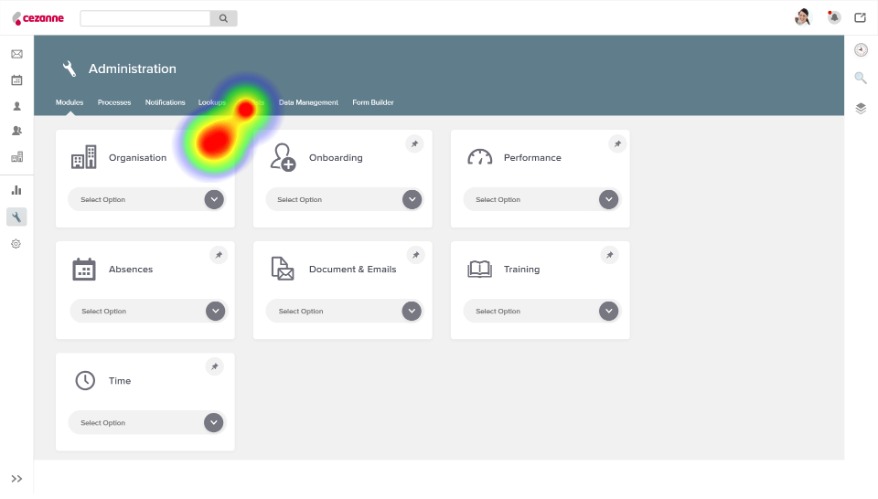 cezanne
Administration
Modules Processes Notifications Lookups Data Management Form Builder
Organisation
Select Option
Onboarding
Select Option
Performance
Select Option
Absences
Select Option
Document & Emails
Select Option
Training
Select Option
Time
Select Option